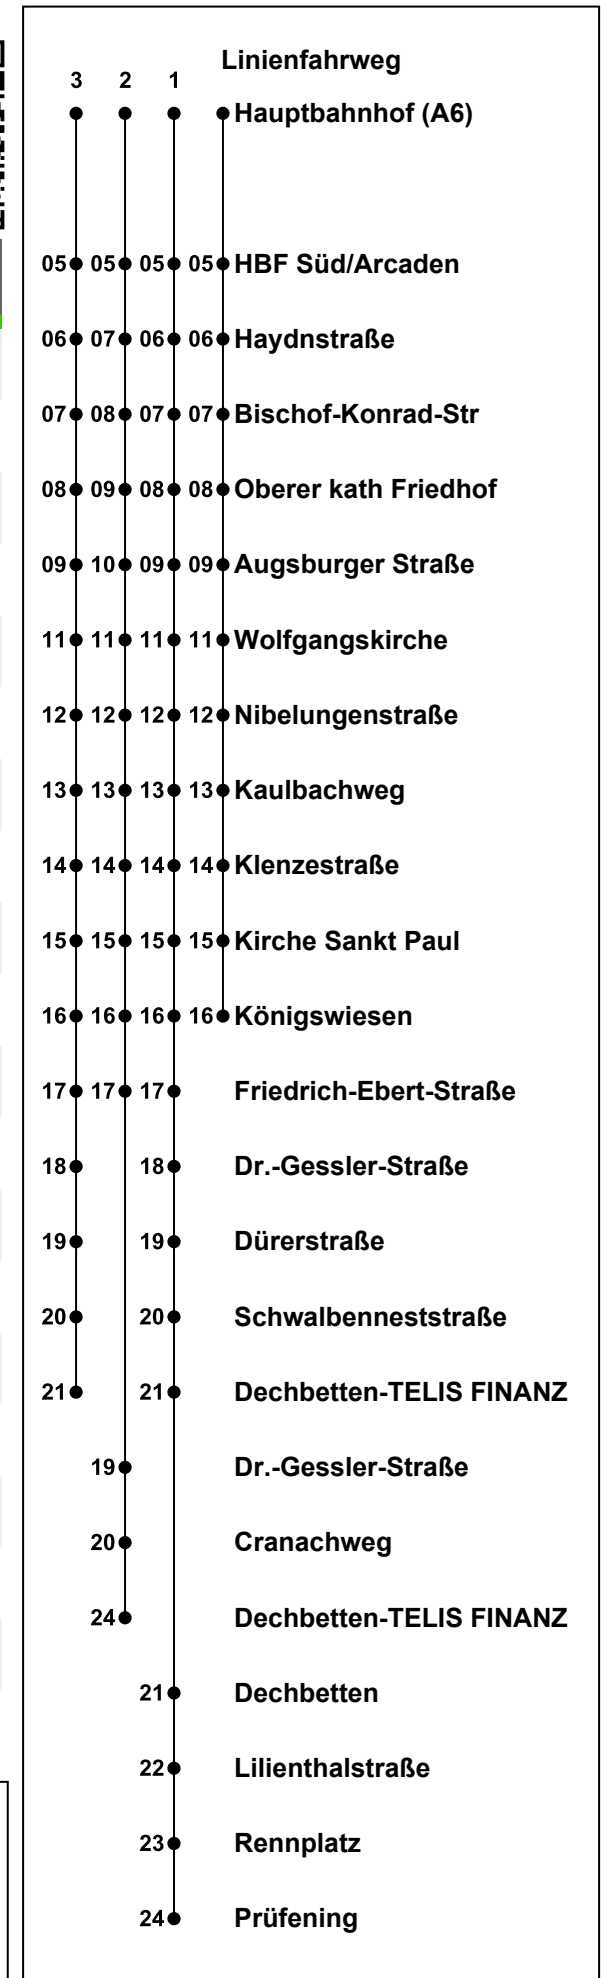 Linienfahrweg
3 2 1
Hauptbahnhof (A6)
05 05 05 05 HBF Süd/Arcaden
06 07 06 06 Haydnstraße
07 08 07 07 Bischof-Konrad-Str
08 09 08 08 Oberer kath Friedhof
09 10 09 09 Augsburger Straße
11 11 11 11 Wolfgangskirche
12 12 12 12 Nibelungenstraße
13 13 13 13 Kaulbachweg
14 14 14 14 Klenzestraße
15 15 15 15 Kirche Sankt Paul
16 16 16 16 Königswiesen
17 17 17 Friedrich-Ebert-Straße
18 18 Dr.-Gessler-Straße
19 19 Dürerstraße
20 20 Schwalbenneststraße
21 21 Dechbetten-TELIS FINANZ
19 Dr.-Gessler-Straße
20 Cranachweg
24 Dechbetten-TELIS FINANZ
21 Dechbetten
22 Lilienthalstraße
23 Rennplatz
24 Prüfening